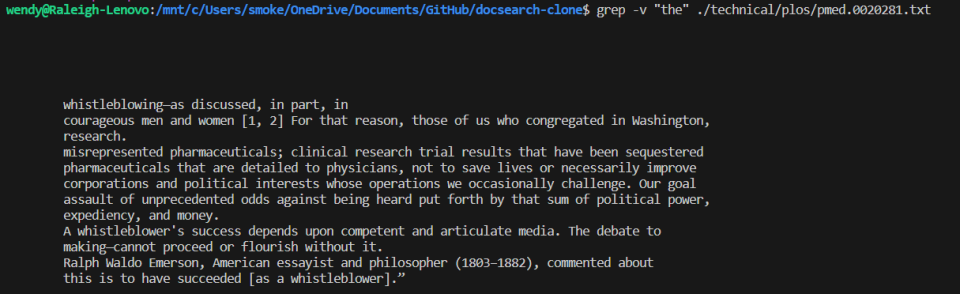 wendy@Raleigh-Lenovo:/mnt/c/Users/smoke/OneDrive/Documents/GitHub/docsearch-clone$ grep -v "the" ./technical/plos/pmed.0020281.txt
whistleblowing—as discussed, in part, in
courageous men and women [1, 2] For that reason, those of us who congregated in Washington,
research.
misrepresented pharmaceuticals; clinical research trial results that have been sequestered
pharmaceuticals that are detailed to physicians, not to save lives or necessarily improve
corporations and political interests whose operations we occasionally challenge. Our goal
assault of unprecedented odds against being heard put forth by that sum of political power,
expediency, and money.
A whistleblower's success depends upon competent and articulate media. The debate to
making—cannot proceed or flourish without it.
Ralph Waldo Emerson, American essayist and philosopher (1803–1882), commented about
this is to have succeeded [as a whistleblower].”